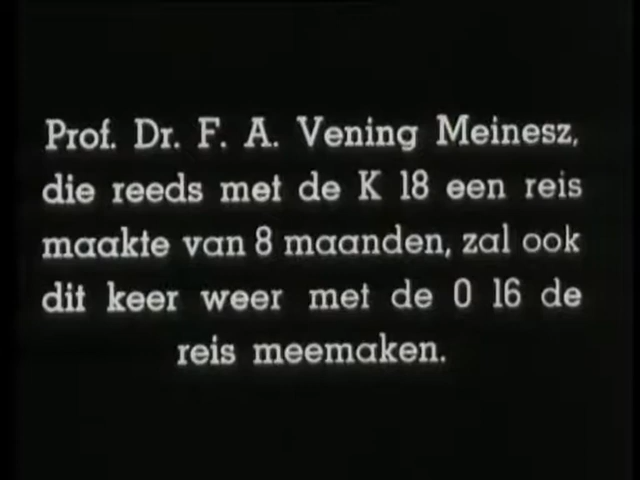 Prof. Dr. F. A. Vening Meinesz,
die reeds met de K 18 een reis
maakte van 8 maanden, zal ook
dit keer weer met de O 16 de
reis meemaken.